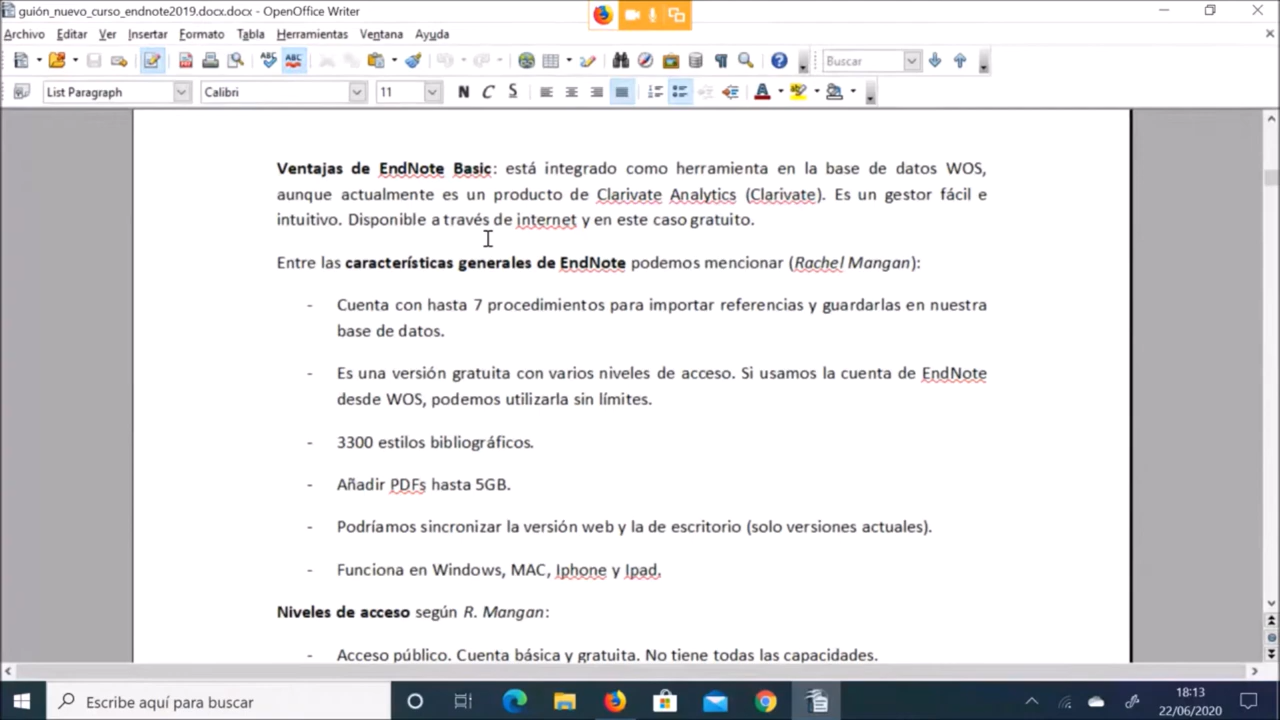 guión_nuevo_curso_endnote2019.docx.docx - OpenOffice Writer
Archivo Editar Ver Insertar Formato Tabla Herramientas Ventana Ayuda
Buscar
List Paragraph Calibri 11 N C S
Ventajas de EndNote Basic: está integrado como herramienta en la base de datos WOS,
aunque actualmente es un producto de Clarivate Analytics (Clarivate). Es un gestor fácil e
intuitivo. Disponible a través de internet y en este caso gratuito.
Entre las características generales de EndNote podemos mencionar (Rachel Mangan):
- Cuenta con hasta 7 procedimientos para importar referencias y guardarlas en nuestra
base de datos.
- Es una versión gratuita con varios niveles de acceso. Si usamos la cuenta de EndNote
desde WOS, podemos utilizarla sin límites.
- 3300 estilos bibliográficos.
- Añadir PDFs hasta 5GB.
- Podríamos sincronizar la versión web y la de escritorio (solo versiones actuales).
- Funciona en Windows, MAC, Iphone y Ipad,
Niveles de acceso según R. Mangan:
- Acceso público. Cuenta básica y gratuita. No tiene todas las capacidades.
Escribe aquí para buscar
18:13
22/06/2020